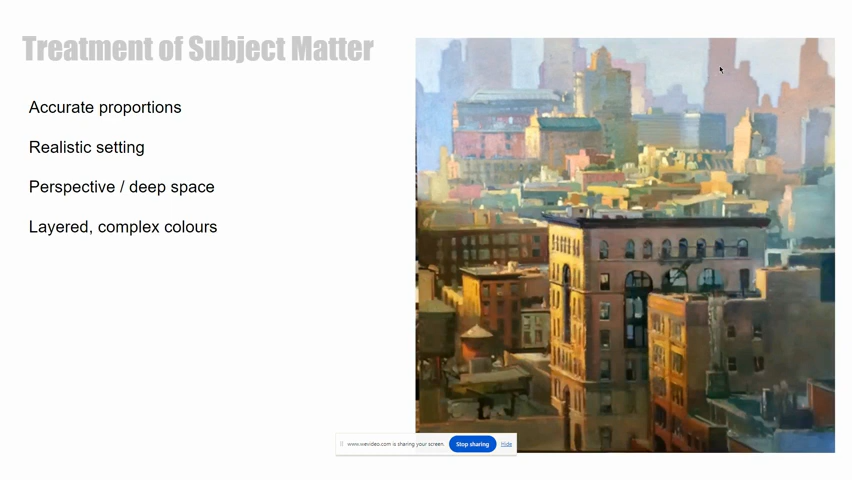 Treatment of Subject Matter
Accurate proportions
Realistic setting
Perspective / deep space
Layered, complex colours
www.wevideo.com is sharing your screen.
Stop sharing
Hide